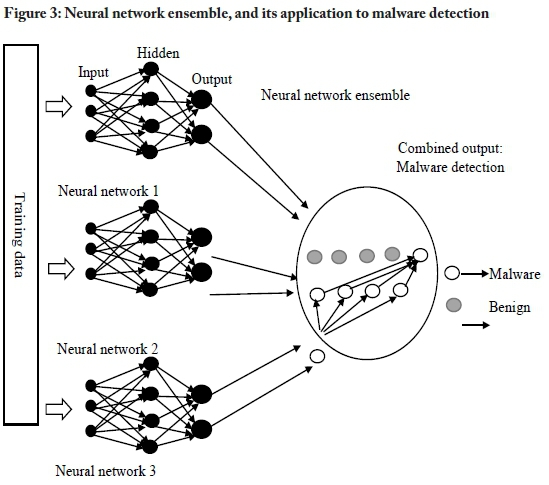 Figure 3: Neural network ensemble, and its application to malware detection
Hidden
Input
Output
Neural network ensemble
Combined output:
Malware detection
Training data
Neural network 1
Malware
Benign
Neural network 2
Neural network 3